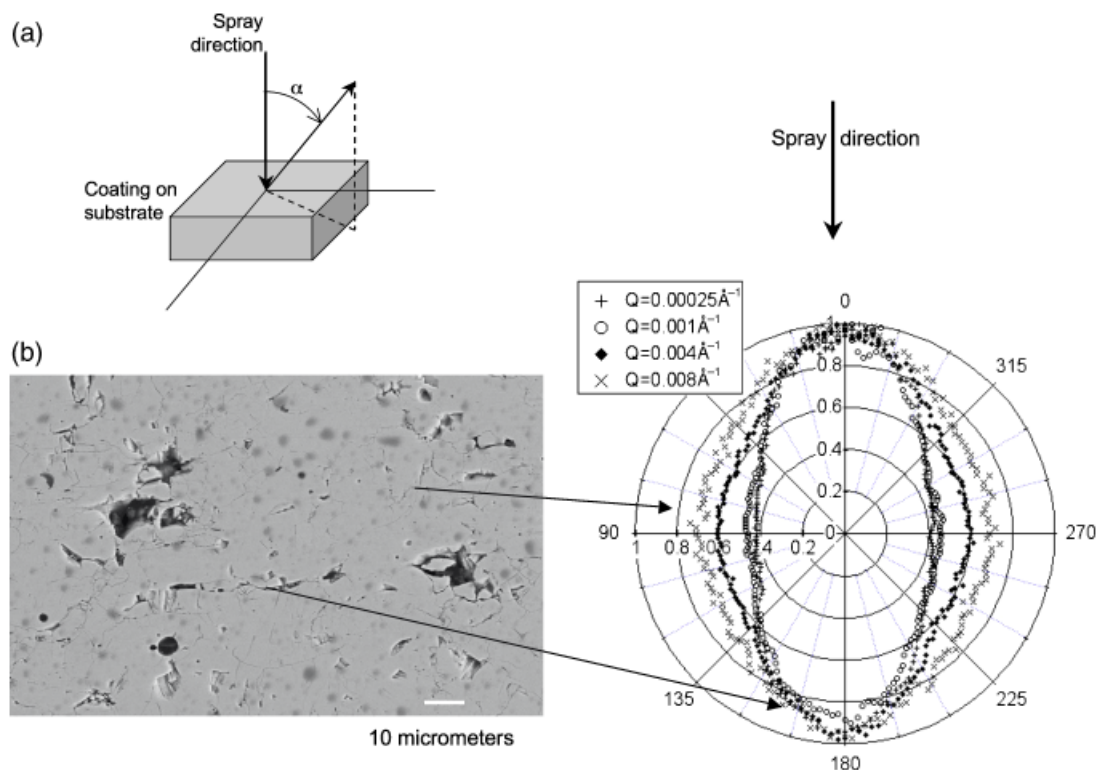 (a)
Spray
direction
α
Coating on
substrate
Spray direction
+ Q=0.00025Å⁻¹
○ Q=0.001Å⁻¹
◆ Q=0.004Å⁻¹
× Q=0.008Å⁻¹
0
315
270
225
180
135
90
1
0.8
0.6
0.4
0.2
0
1 0.8 0.6 0.4 0.2
(b)
10 micrometers